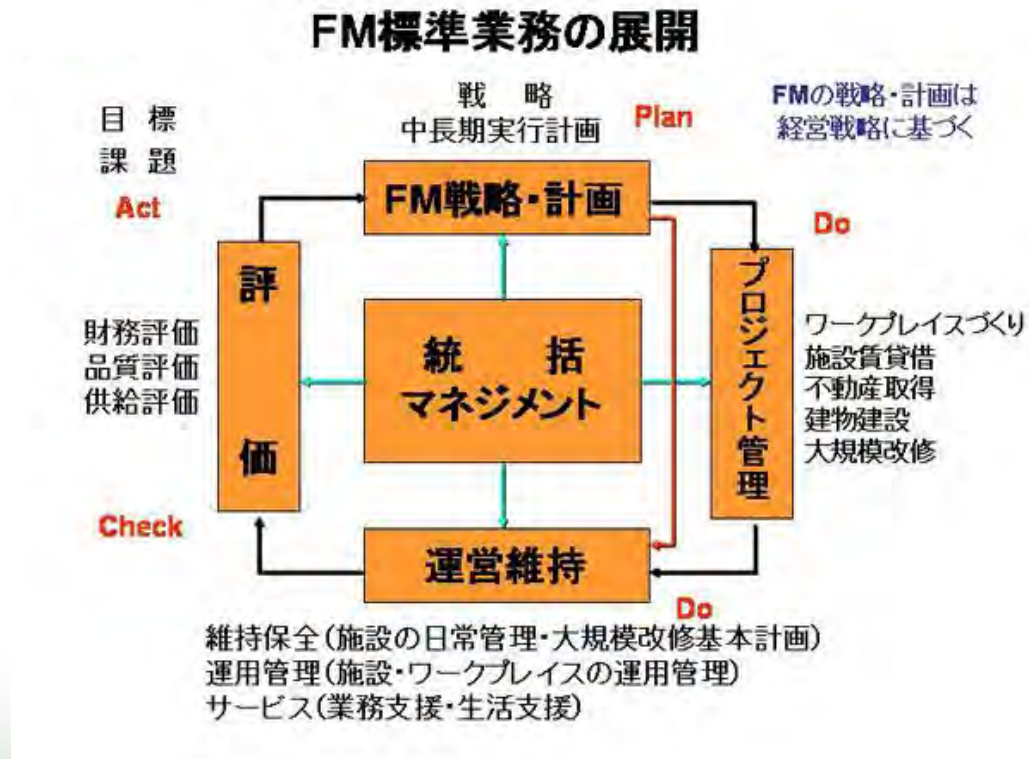 FM標準業務の展開
目 標
課 題
戦 略
中長期実行計画
Plan
FMの戦略・計画は
経営戦略に基づく
Act
FM戦略・計画
Do
評 価
プロジェクト管理
財務評価
品質評価
供給評価
統 括
マネジメント
ワークプレイスづくり
施設賃貸借
不動産取得
建物建設
大規模改修
Check
運営維持
Do
維持保全(施設の日常管理・大規模改修基本計画)
運用管理(施設・ワークプレイスの運用管理)
サービス(業務支援・生活支援)